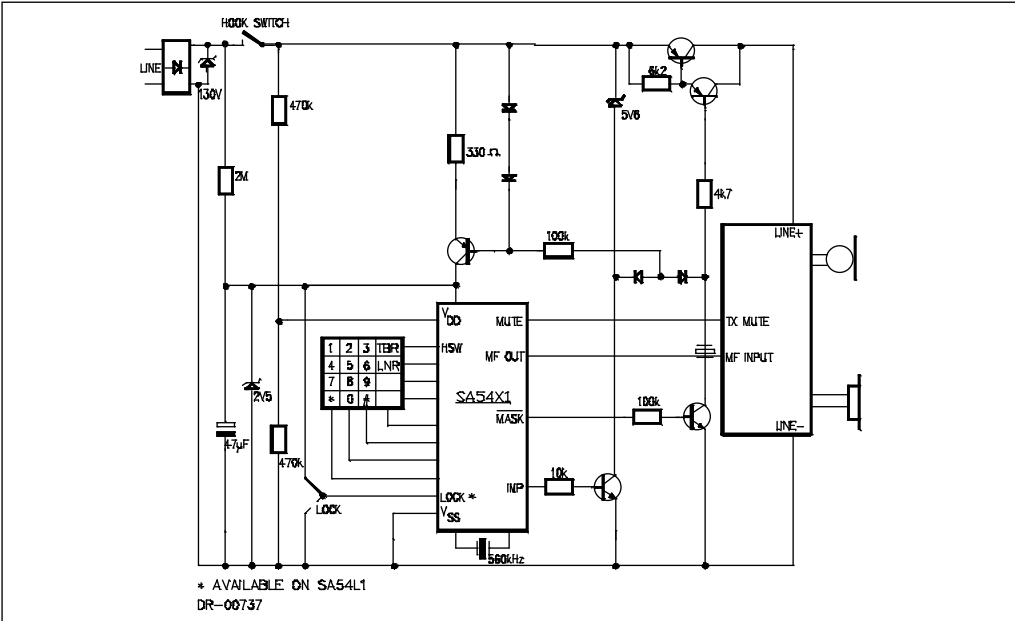 HOOK SWITCH
LINE
130V
470k
6k2
5V6
330 Ω
2M
4k7
100k
LINE+
VDD
MUTE
TX MUTE
1 2 3 TBR
HSW
4 5 6 LNR
MF OUT
MF INPUT
7 8 9
* 0 #
SA54X1
2V5
MASK
100k
LINE-
47µF
470k
10k
IMP
LOCK *
LOCK
VSS
560kHz
* AVAILABLE ON SA54L1
DR-00737